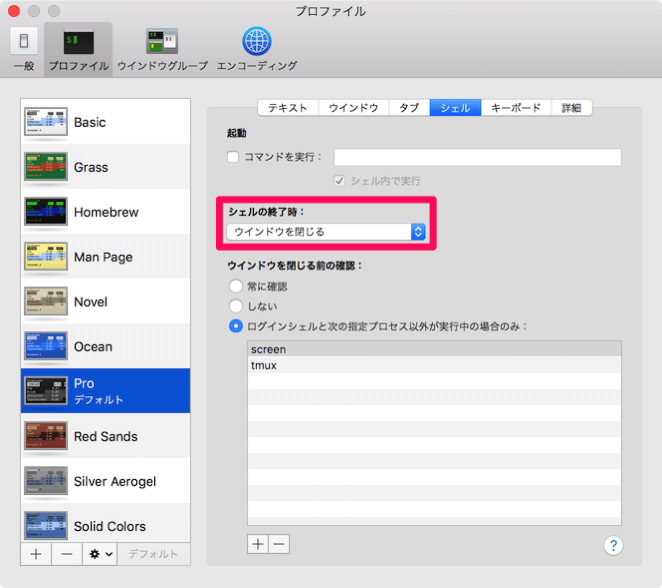 プロファイル
一般 プロファイル ウインドウグループ エンコーディング
テキスト ウインドウ タブ シェル キーボード 詳細
Basic
Grass
Homebrew
Man Page
Novel
Ocean
Pro
デフォルト
Red Sands
Silver Aerogel
Solid Colors
+ − デフォルト
起動
コマンドを実行：
シェル内で実行
シェルの終了時：
ウインドウを閉じる
ウインドウを閉じる前の確認：
常に確認
しない
ログインシェルと次の指定プロセス以外が実行中の場合のみ：
screen
tmux
+ −
?